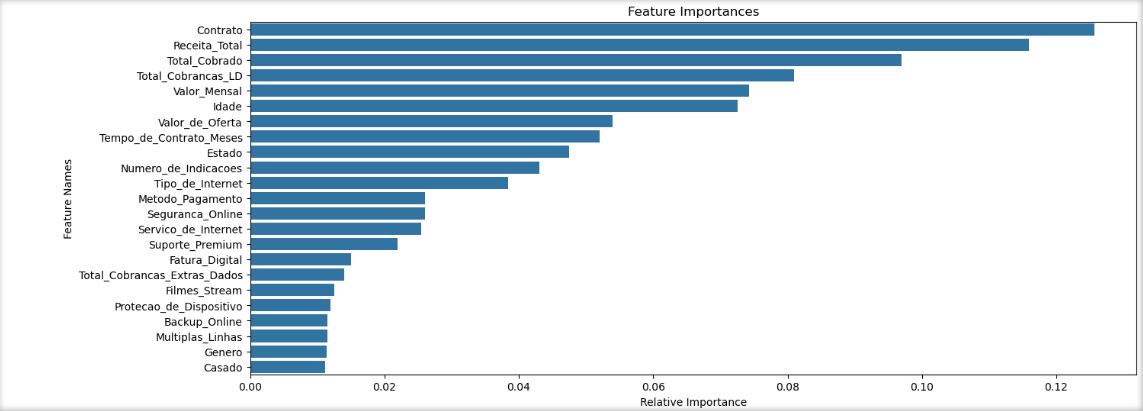 Feature Importances
Feature Names
Contrato
Receita_Total
Total_Cobrado
Total_Cobrancas_LD
Valor_Mensal
Idade
Valor_de_Oferta
Tempo_de_Contrato_Meses
Estado
Numero_de_Indicacoes
Tipo_de_Internet
Metodo_Pagamento
Seguranca_Online
Servico_de_Internet
Suporte_Premium
Fatura_Digital
Total_Cobrancas_Extras_Dados
Filmes_Stream
Protecao_de_Dispositivo
Backup_Online
Multiplas_Linhas
Genero
Casado
0.00 0.02 0.04 0.06 0.08 0.10 0.12
Relative Importance